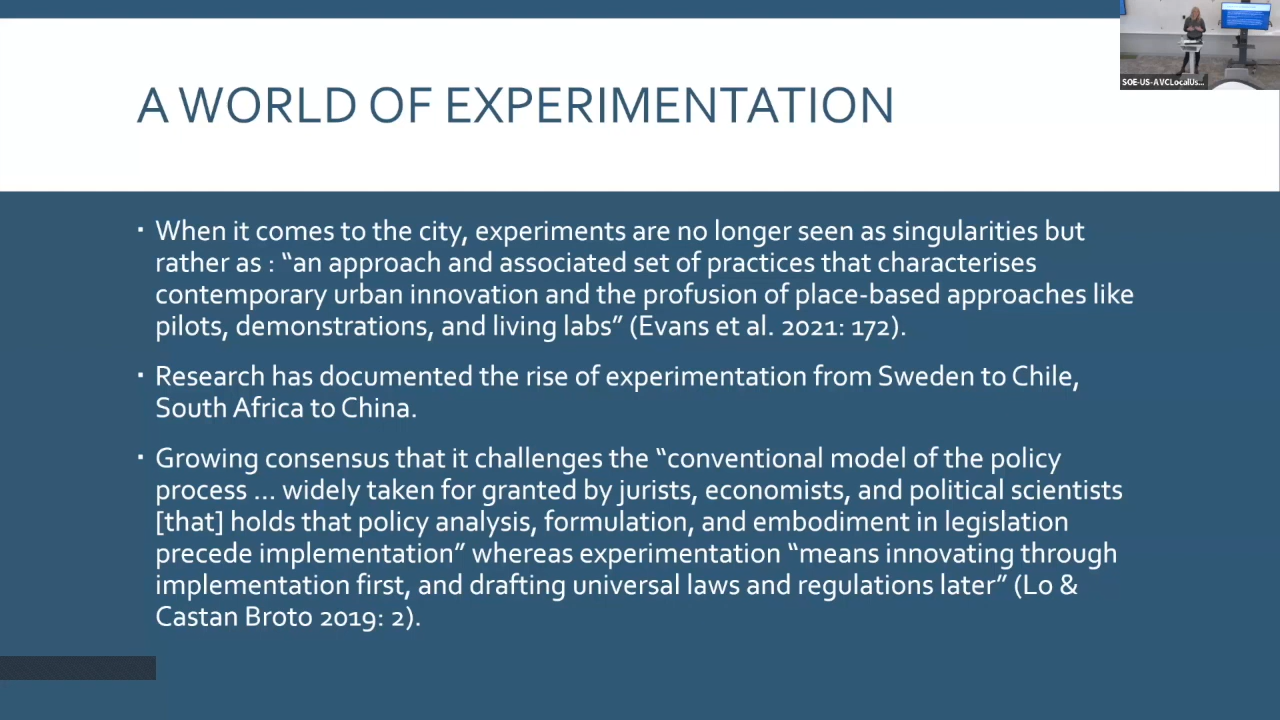 A WORLD OF EXPERIMENTATION
SOE-US-AVCLocalUs...
▪ When it comes to the city, experiments are no longer seen as singularities but
rather as : “an approach and associated set of practices that characterises
contemporary urban innovation and the profusion of place-based approaches like
pilots, demonstrations, and living labs” (Evans et al. 2021: 172).
▪ Research has documented the rise of experimentation from Sweden to Chile,
South Africa to China.
▪ Growing consensus that it challenges the “conventional model of the policy
process … widely taken for granted by jurists, economists, and political scientists
[that] holds that policy analysis, formulation, and embodiment in legislation
precede implementation” whereas experimentation “means innovating through
implementation first, and drafting universal laws and regulations later” (Lo &
Castan Broto 2019: 2).